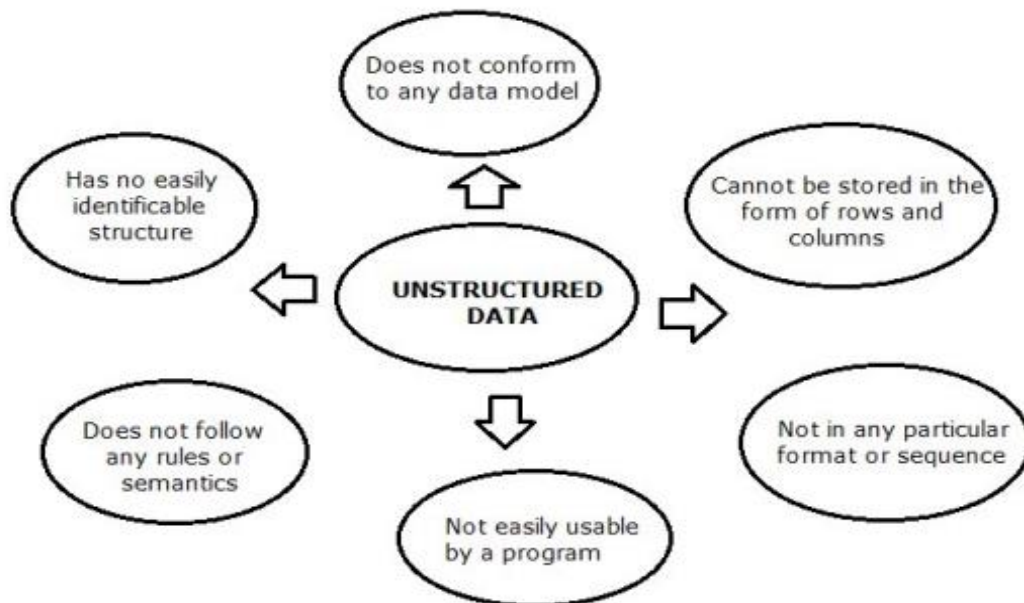 Does not conform
to any data model
Has no easily
identificable
structure
Cannot be stored in the
form of rows and
columns
UNSTRUCTURED
DATA
Does not follow
any rules or
semantics
Not in any particular
format or sequence
Not easily usable
by a program